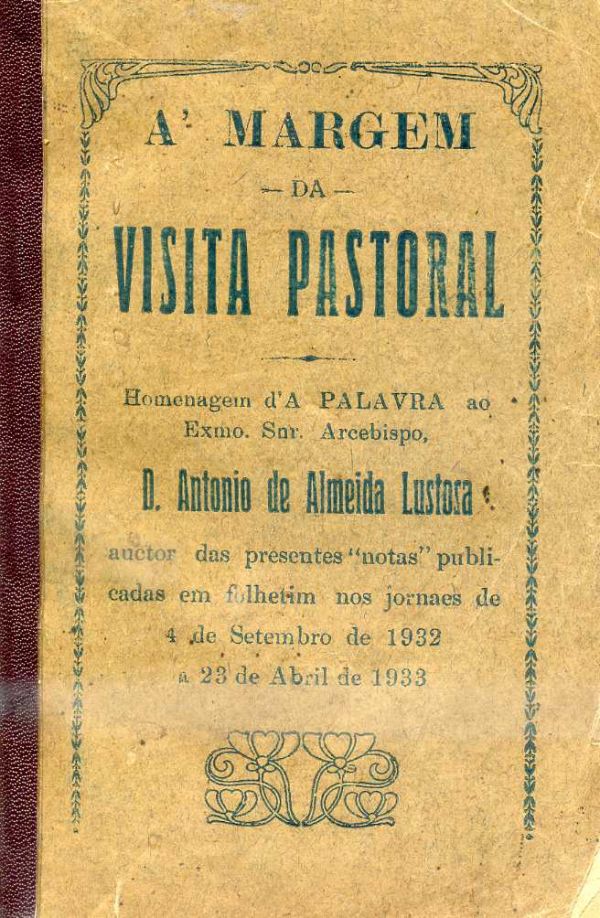 A' MARGEM
— DA —
VISITA PASTORAL
Homenagem d'A PALAVRA ao
Exmo. Snr. Arcebispo,
D. Antonio de Almeida Lustosa
auctor das presentes "notas" publi-
cadas em folhetim nos jornaes de
4 de Setembro de 1932
á 23 de Abril de 1933